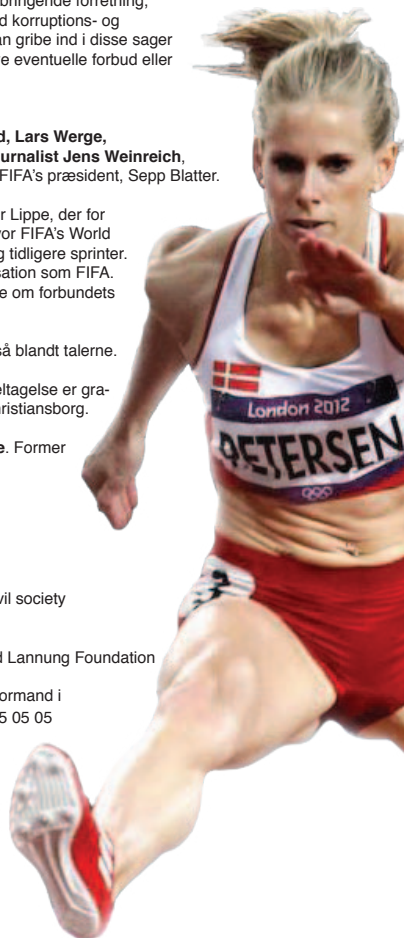 bringende forretning,
d korruptions- og
an gribe ind i disse sager
e eventuelle forbud eller
d, Lars Werge,
urnalist Jens Weinreich,
FIFA's præsident, Sepp Blatter.
r Lippe, der for
vor FIFA's World
g tidligere sprinter.
sation som FIFA.
e om forbundets
så blandt talerne.
eltagelse er gra-
hristiansborg.
e. Former
vil society
d Lannung Foundation
ormand i
5 05 05
London 2012
PETERSEN